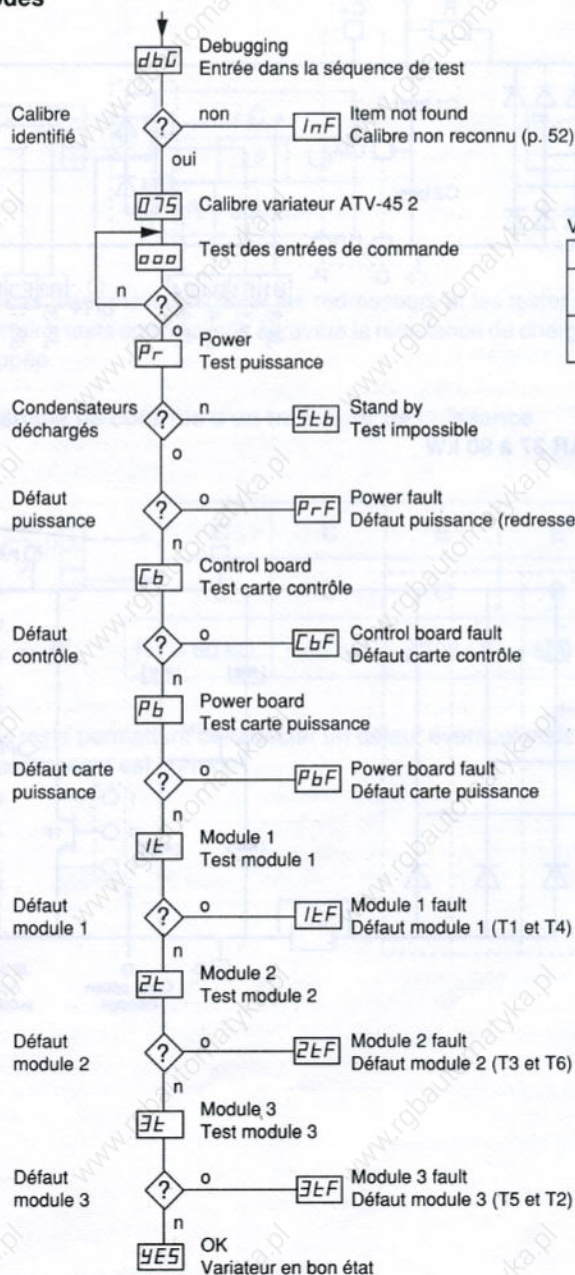 dbG
Debugging
Entrée dans la séquence de test
Calibre
identifié
?
non
InF
Item not found
Calibre non reconnu (p. 52)
oui
075
Calibre variateur ATV-45 2
ooo
Test des entrées de commande
n
?
o
Pr
Power
Test puissance
Condensateurs
déchargés
?
n
Stb
Stand by
Test impossible
o
Défaut
puissance
?
o
PrF
Power fault
Défaut puissance (redresse
n
Cb
Control board
Test carte contrôle
Défaut
contrôle
?
o
CbF
Control board fault
Défaut carte contrôle
n
Pb
Power board
Test carte puissance
Défaut carte
puissance
?
o
PbF
Power board fault
Défaut carte puissance
n
1t
Module 1
Test module 1
Défaut
module 1
?
o
1tF
Module 1 fault
Défaut module 1 (T1 et T4)
n
2t
Module 2
Test module 2
Défaut
module 2
?
o
2tF
Module 2 fault
Défaut module 2 (T3 et T6)
n
3t
Module 3
Test module 3
Défaut
module 3
?
o
3tF
Module 3 fault
Défaut module 3 (T5 et T2)
n
YES
OK
Variateur en bon état
www.rgbautomatyka.pl